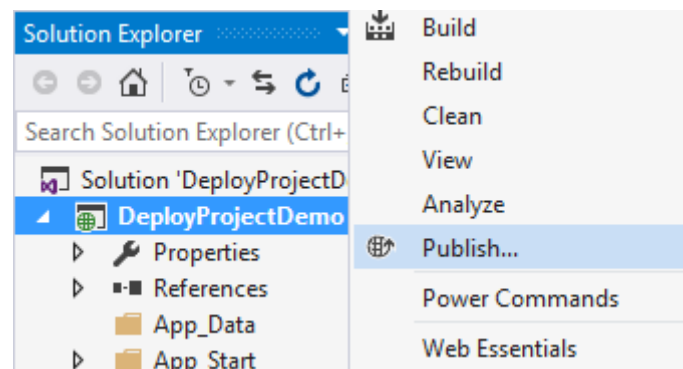 Solution Explorer
Search Solution Explorer (Ctrl+
Solution 'DeployProjectD
DeployProjectDemo
Properties
References
App_Data
App_Start
Build
Rebuild
Clean
View
Analyze
Publish...
Power Commands
Web Essentials